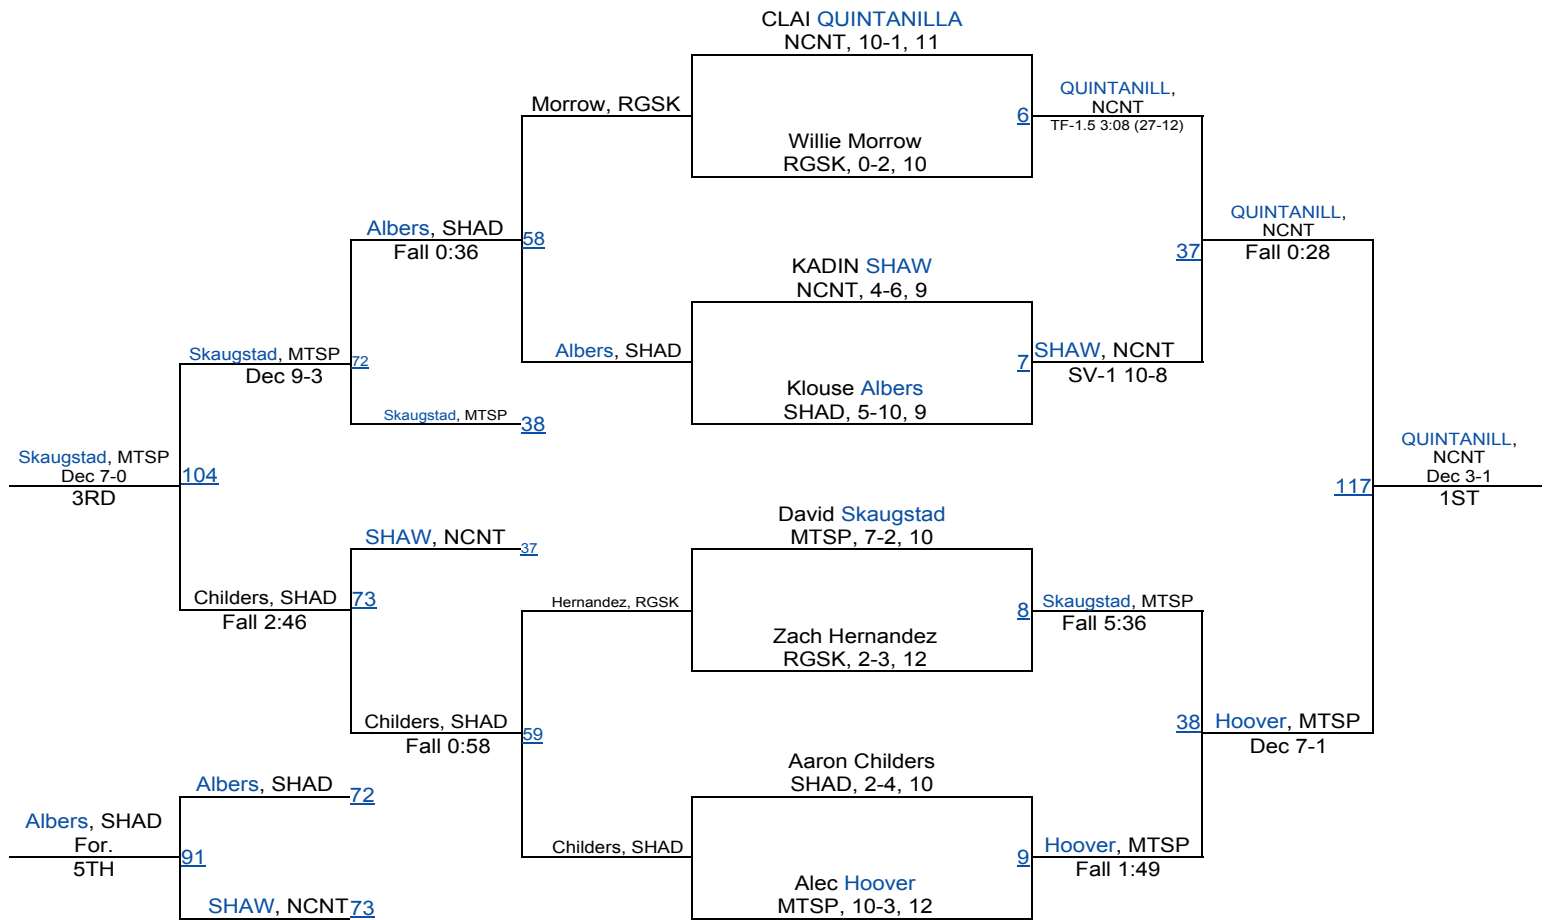 CLAI QUINTANILLA
NCNT, 10-1, 11
Morrow, RGSK
6
QUINTANILL,
NCNT
TF-1.5 3:08 (27-12)
Willie Morrow
RGSK, 0-2, 10
Albers, SHAD
Fall 0:36
58
37
QUINTANILL,
NCNT
Fall 0:28
KADIN SHAW
NCNT, 4-6, 9
Skaugstad, MTSP
Dec 9-3
72
Albers, SHAD
7
SHAW, NCNT
SV-1 10-8
Klouse Albers
SHAD, 5-10, 9
Skaugstad, MTSP
38
Skaugstad, MTSP
Dec 7-0
3RD
104
117
QUINTANILL,
NCNT
Dec 3-1
1ST
David Skaugstad
MTSP, 7-2, 10
SHAW, NCNT
37
Childers, SHAD
Fall 2:46
73
Hernandez, RGSK
8
Skaugstad, MTSP
Fall 5:36
Zach Hernandez
RGSK, 2-3, 12
Childers, SHAD
Fall 0:58
59
38
Hoover, MTSP
Dec 7-1
Aaron Childers
SHAD, 2-4, 10
Albers, SHAD
72
Albers, SHAD
For.
5TH
91
Childers, SHAD
9
Hoover, MTSP
Fall 1:49
Alec Hoover
MTSP, 10-3, 12
SHAW, NCNT
73